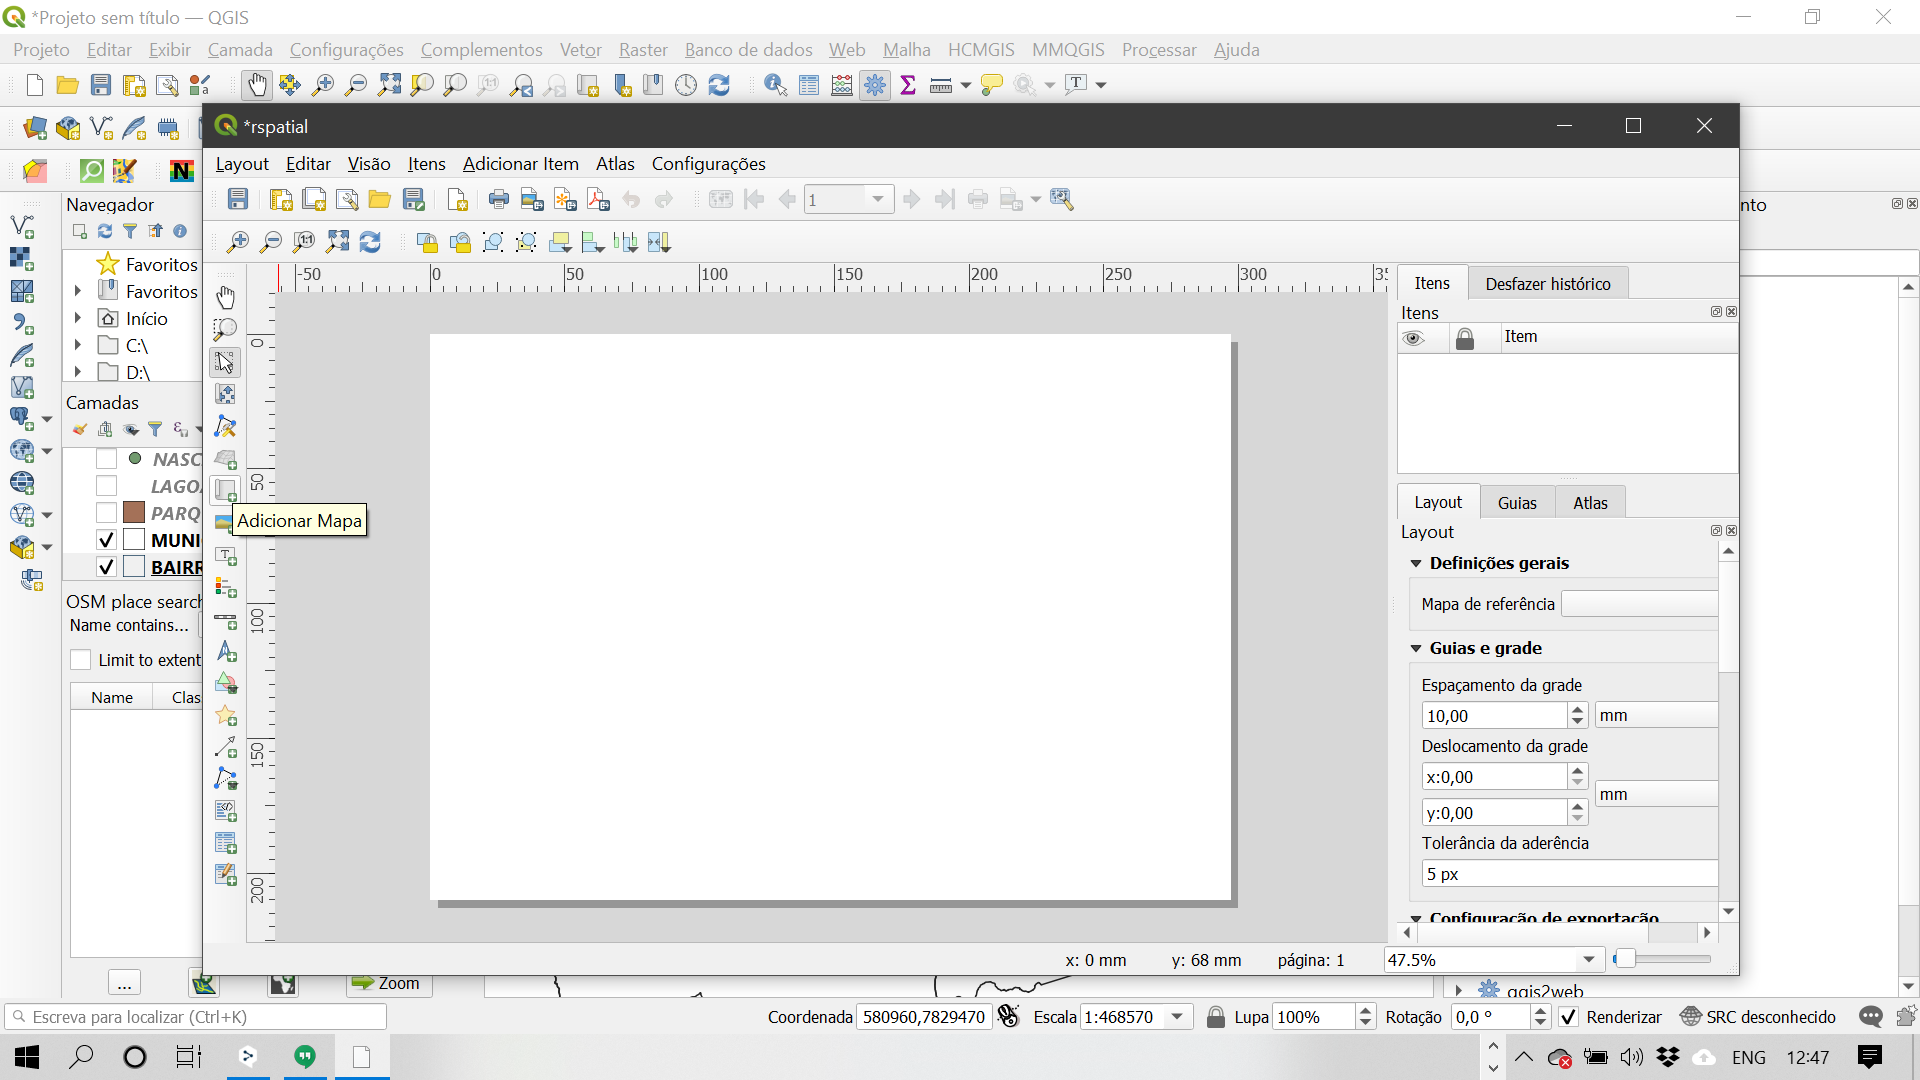 *Projeto sem título — QGIS
Projeto Editar Exibir Camada Configurações Complementos Vetor Raster Banco de dados Web Malha HCMGIS MMQGIS Processar Ajuda
*rspatial
Layout Editar Visão Itens Adicionar Item Atlas Configurações
1
Navegador
Favoritos
Favoritos
Início
C:\
D:\
Camadas
NASC
LAGO
PARQ
MUNI
BAIRR
OSM place search
Name contains...
Limit to extent
Name Clas
...
Zoom
-50 0 50 100 150 200 250 300 35
0
50
100
150
200
Adicionar Mapa
nto
Itens Desfazer histórico
Itens
Item
Layout Guias Atlas
Layout
Definições gerais
Mapa de referência
Guias e grade
Espaçamento da grade
10,00 mm
Deslocamento da grade
x:0,00
mm
y:0,00
Tolerância da aderência
5 px
Configuração de exportação
x: 0 mm y: 68 mm página: 1 47.5%
qgis2web
Escreva para localizar (Ctrl+K) Coordenada 580960,7829470 Escala 1:468570 Lupa 100% Rotação 0,0 ° Renderizar SRC desconhecido
ENG 12:47